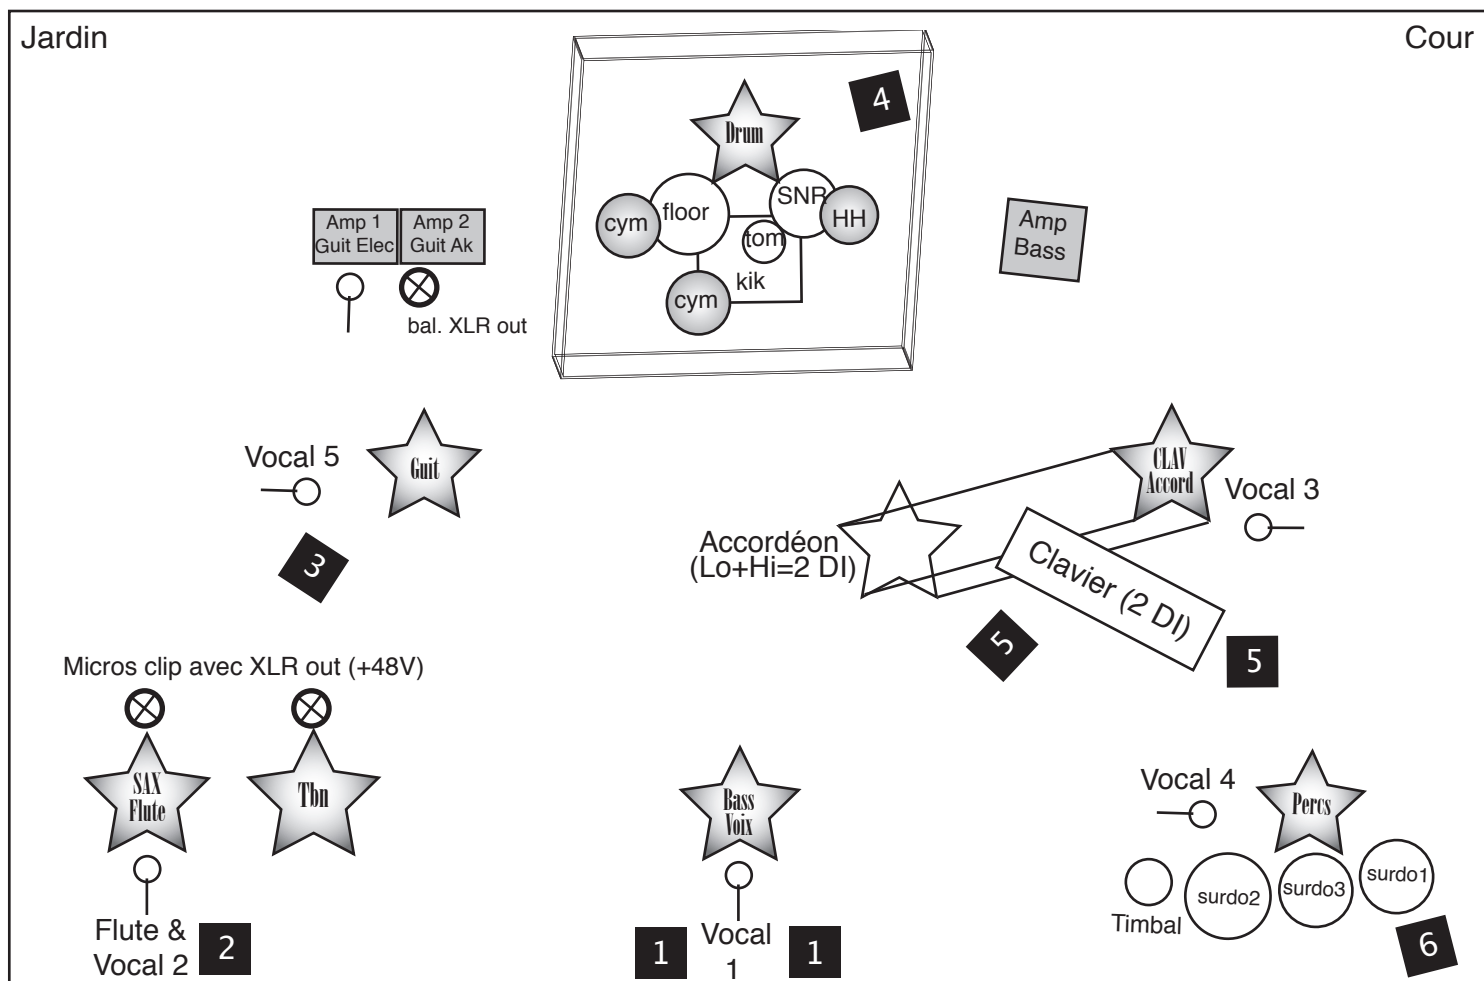 Jardin
Cour
4
Drum
cym
floor
SNR
HH
tom
kik
cym
Amp 1
Guit Elec
Amp 2
Guit Ak
bal. XLR out
Amp
Bass
Vocal 5
Guit
3
CLAV
Accord
Vocal 3
Accordéon
(Lo+Hi=2 DI)
Clavier (2 DI)
5
5
Micros clip avec XLR out (+48V)
SAX
Flute
Tbn
Bass
Voix
Vocal 4
Percs
Timbal
surdo2
surdo3
surdo1
Flute &
Vocal 2
2
1
Vocal
1
1
6